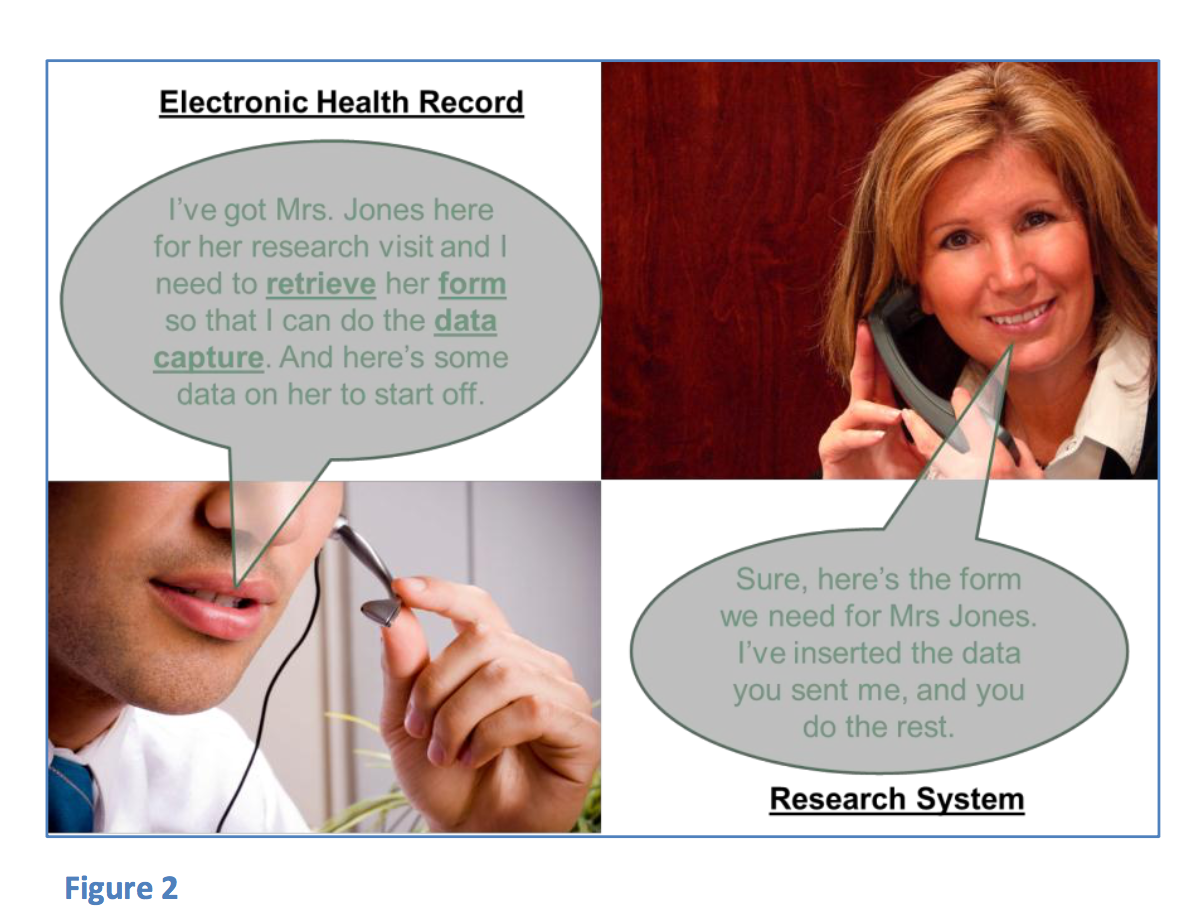 Electronic Health Record
I’ve got Mrs. Jones here
for her research visit and I
need to retrieve her form
so that I can do the data
capture. And here’s some
data on her to start off.
Sure, here’s the form
we need for Mrs Jones.
I’ve inserted the data
you sent me, and you
do the rest.
Research System
Figure 2